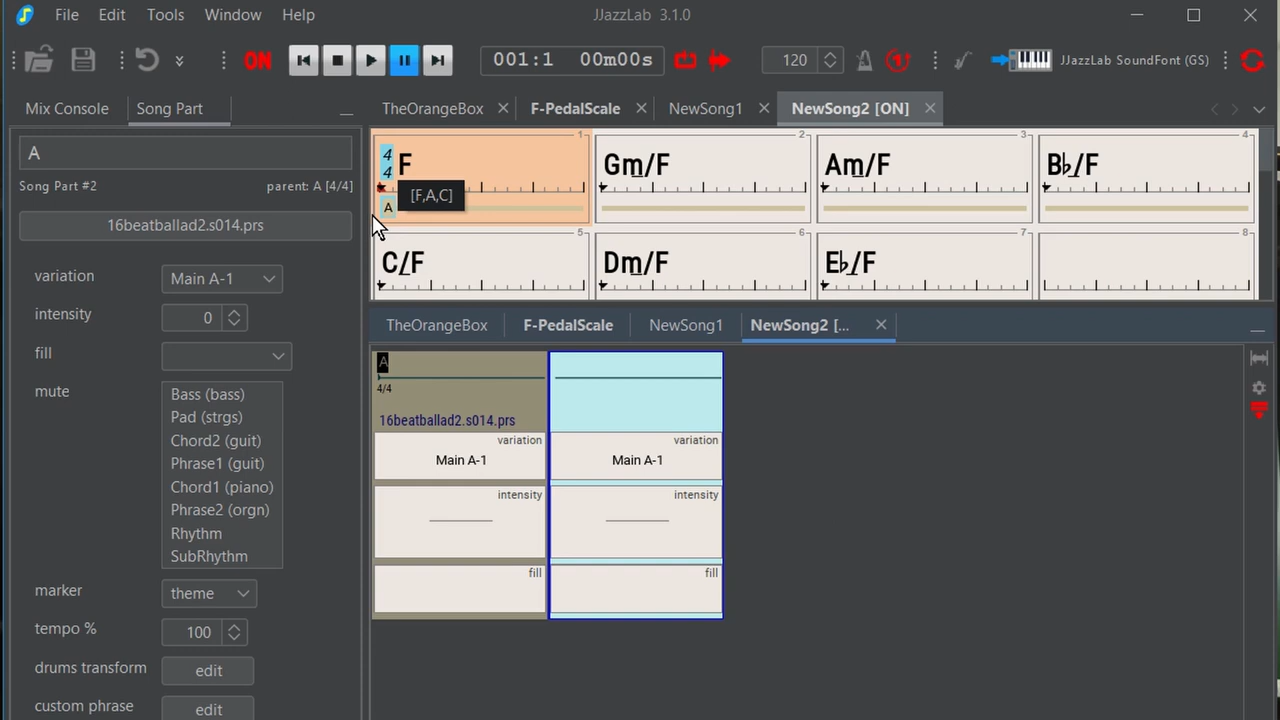 File Edit Tools Window Help JJazzLab 3.1.0
ON 001:1 00m00s 120 JJazzLab SoundFont (GS)
Mix Console Song Part
TheOrangeBox F-PedalScale NewSong1 NewSong2 [ON]
A
Song Part #2 parent: A [4/4]
16beatballad2.s014.prs
variation Main A-1
intensity 0
fill
mute
Bass (bass)
Pad (strgs)
Chord2 (guit)
Phrase1 (guit)
Chord1 (piano)
Phrase2 (orgn)
Rhythm
SubRhythm
marker theme
tempo % 100
drums transform edit
custom phrase edit
1 2 3 4
4
4 F Gm/F Am/F B♭/F
[F,A,C]
A
5 6 7 8
C/F Dm/F E♭/F
TheOrangeBox F-PedalScale NewSong1 NewSong2 [...
A
4/4
16beatballad2.s014.prs
variation variation
Main A-1 Main A-1
intensity intensity
fill fill